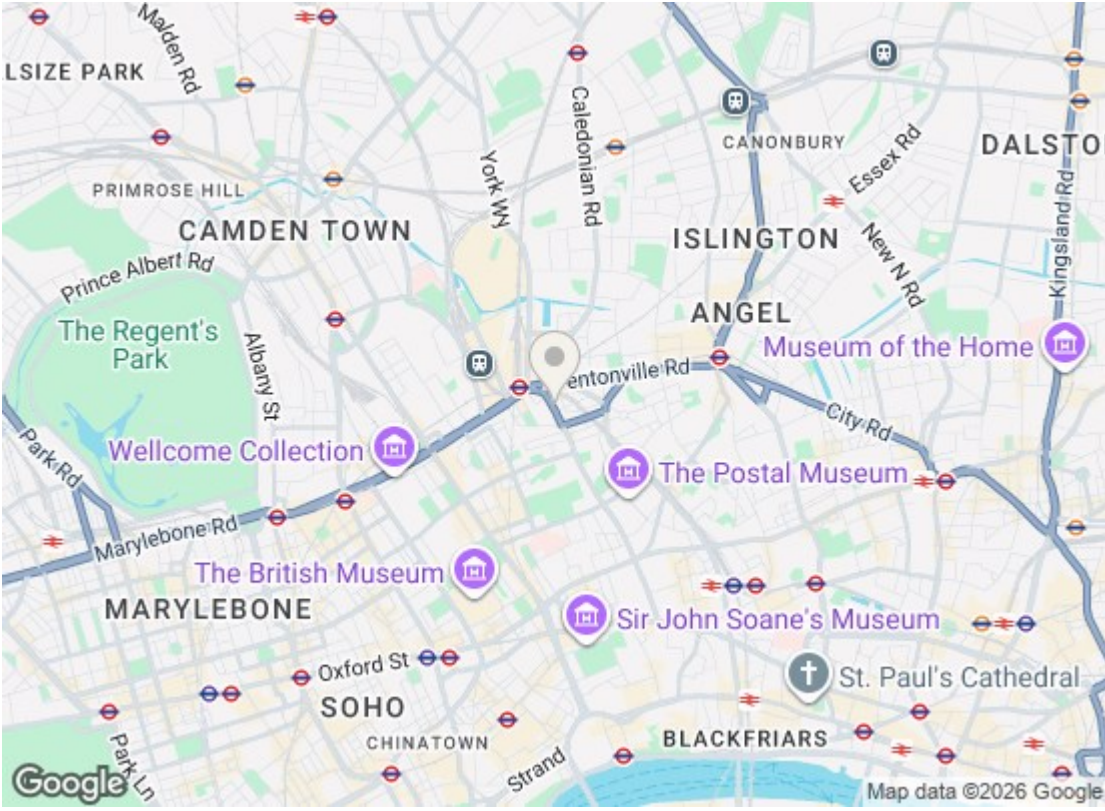 Malden Rd
LSIZE PARK
Caledonian Rd
CANONBURY
Essex Rd
DALSTO
York Wy
PRIMROSE HILL
CAMDEN TOWN
ISLINGTON
New N Rd
Kingsland Rd
Prince Albert Rd
The Regent's
Park
Albany St
ANGEL
Museum of the Home
entonville Rd
City Rd
Park Rd
Wellcome Collection
The Postal Museum
Marylebone Rd
The British Museum
MARYLEBONE
Sir John Soane's Museum
Oxford St
St. Paul's Cathedral
SOHO
CHINATOWN
BLACKFRIARS
Park Ln
Strand
Google
Map data ©2026 Google